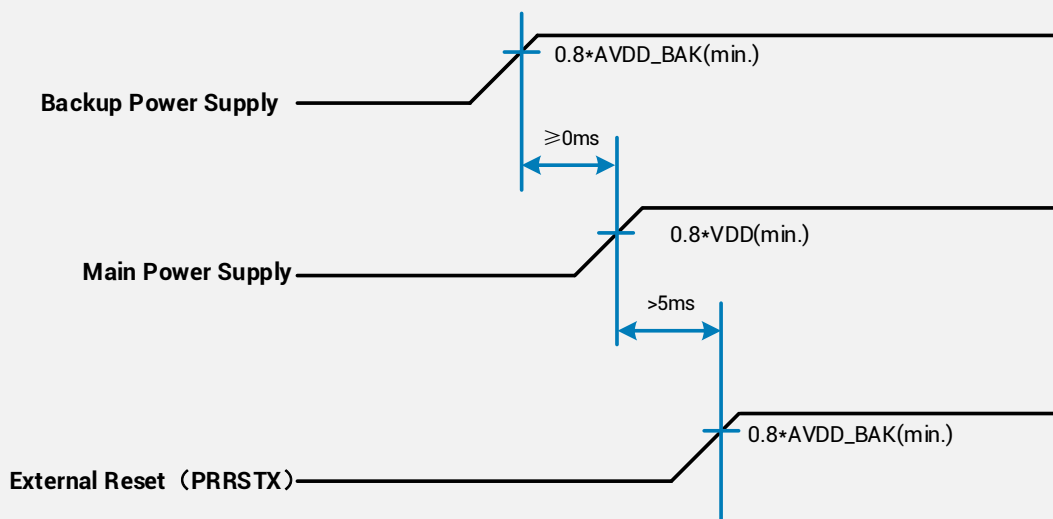 0.8*AVDD_BAK(min.)
Backup Power Supply
≥0ms
0.8*VDD(min.)
Main Power Supply
>5ms
0.8*AVDD_BAK(min.)
External Reset（PRRSTX）